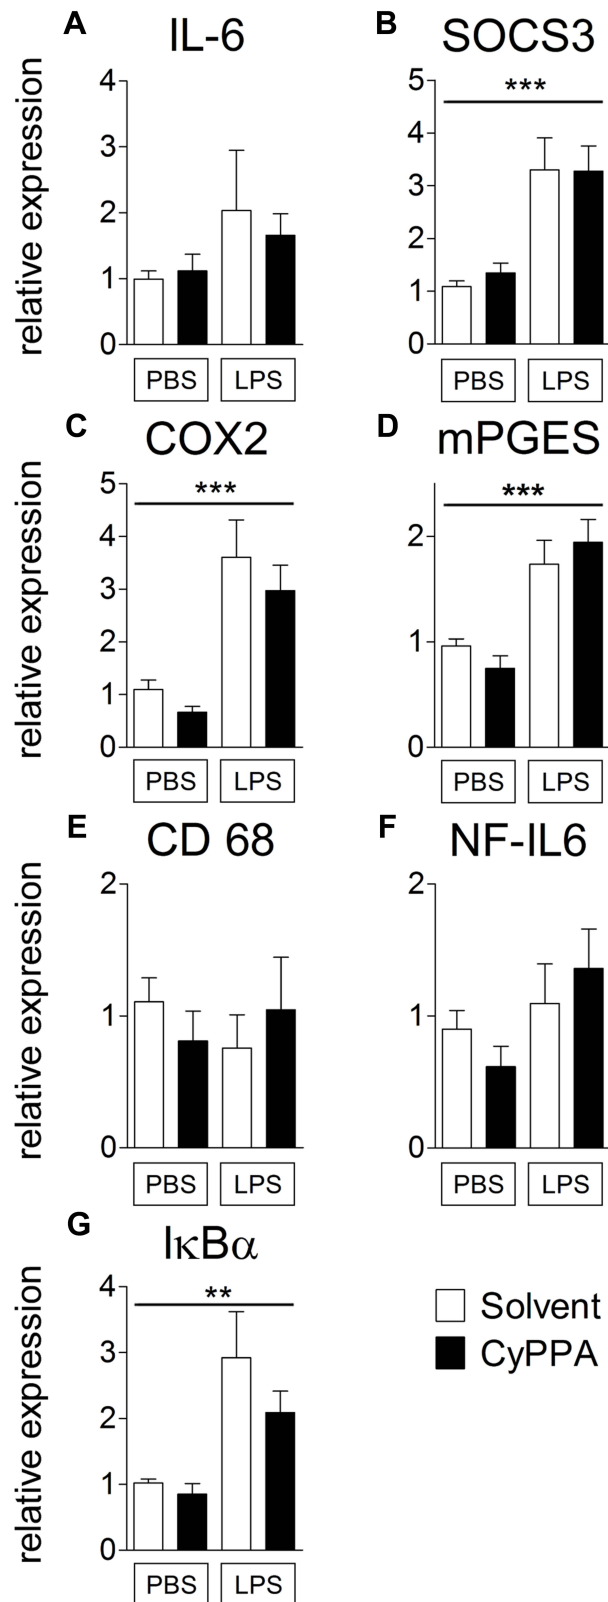 A IL-6
relative expression
4
3
2
1
0
PBS LPS
B SOCS3
***
5
4
3
2
1
0
PBS LPS
C COX2
relative expression
***
5
4
3
2
1
0
PBS LPS
D mPGES
***
2
1
0
PBS LPS
E CD 68
relative expression
2
1
0
PBS LPS
F NF-IL6
2
1
0
PBS LPS
G IκBα
relative expression
**
4
3
2
1
0
PBS LPS
Solvent
CyPPA